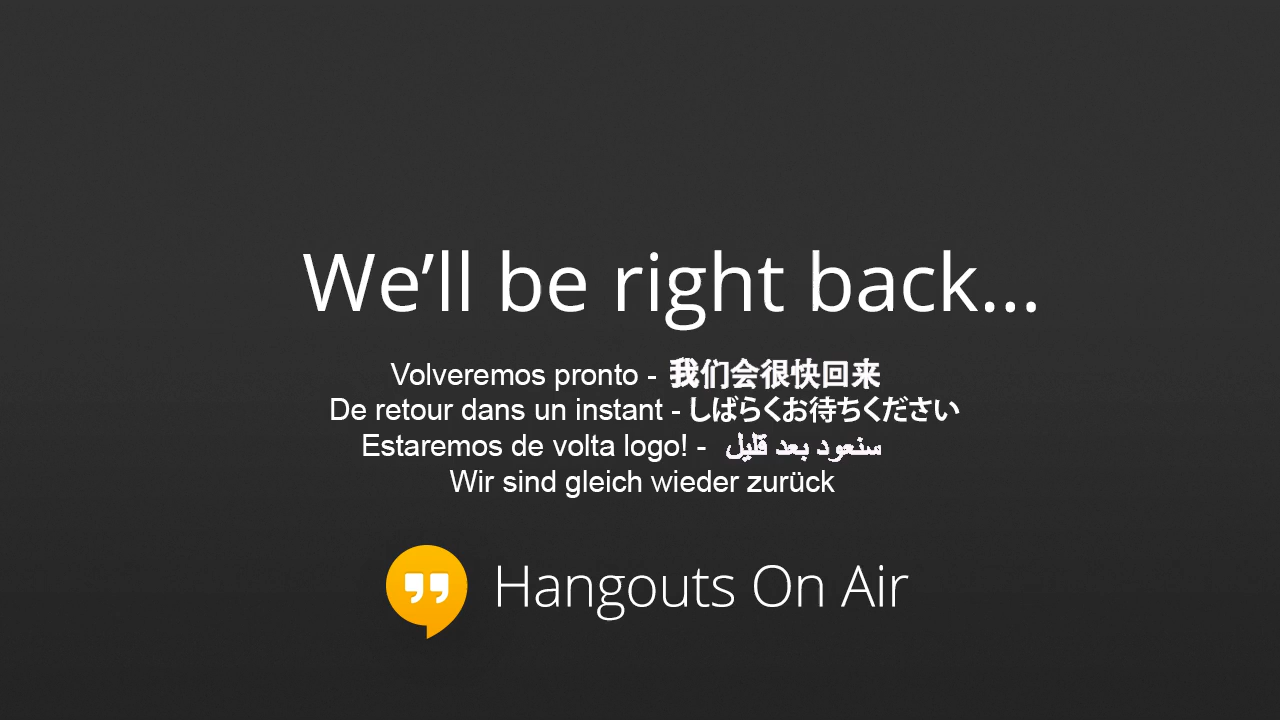 We’ll be right back...
Volveremos pronto - 我们会很快回来
De retour dans un instant - しばらくお待ちください
Estaremos de volta logo! - سنعود بعد قليل
Wir sind gleich wieder zurück
Hangouts On Air